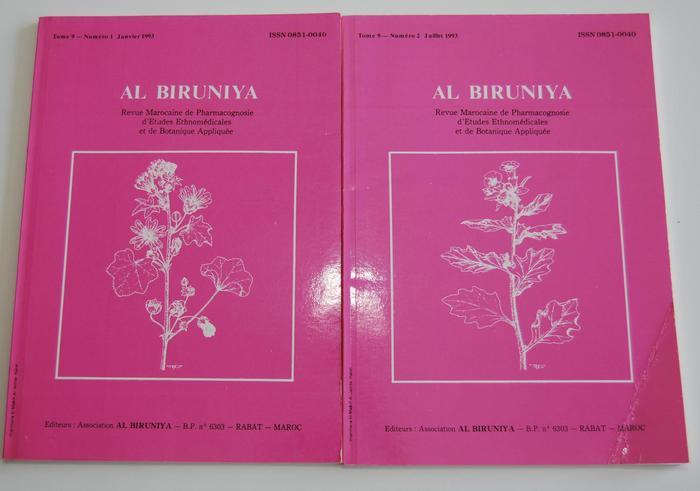 Tome 9 — Numéro 1 Janvier 1993
ISSN 0851-0040
AL BIRUNIYA
Revue Marocaine de Pharmacognosie
d'Etudes Ethnomédicales
et de Botanique Appliquée
Editeurs : Association AL BIRUNIYA — B.P. n° 6303 — RABAT — MAROC
Tome 9 — Numéro 2 Juillet 1993
ISSN 0851-0040
AL BIRUNIYA
Revue Marocaine de Pharmacognosie
d'Etudes Ethnomédicales
et de Botanique Appliquée
Editeurs : Association AL BIRUNIYA — B.P. n° 6303 — RABAT — MAROC